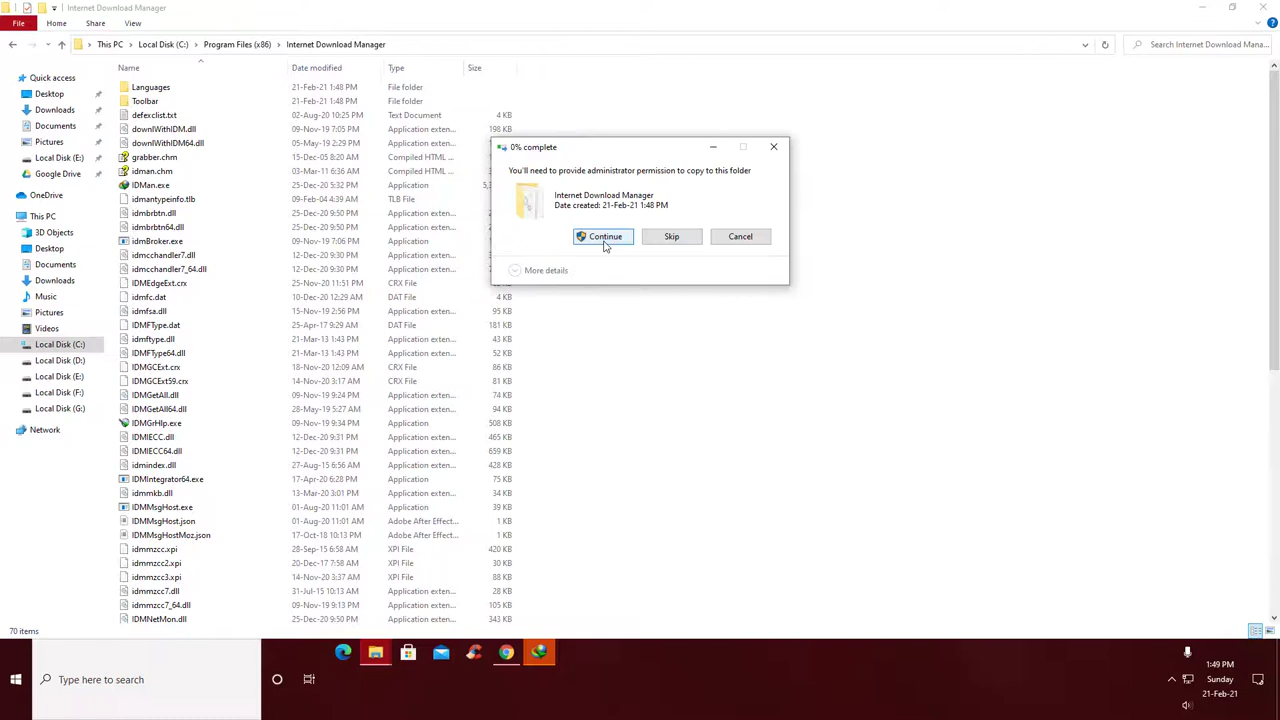 Internet Download Manager
File Home Share View
This PC Local Disk (C:) Program Files (x86) Internet Download Manager
Search Internet Download Mana...
Name Date modified Type Size
Quick access
Desktop
Downloads
Documents
Pictures
Local Disk (E:)
Google Drive
OneDrive
This PC
3D Objects
Desktop
Documents
Downloads
Music
Pictures
Videos
Local Disk (C:)
Local Disk (D:)
Local Disk (E:)
Local Disk (F:)
Local Disk (G:)
Network
Languages 21-Feb-21 1:48 PM File folder
Toolbar 21-Feb-21 1:48 PM File folder
defexclist.txt 02-Aug-20 10:25 PM Text Document 4 KB
downlWithIDM.dll 09-Nov-19 7:05 PM Application exten... 198 KB
downlWithIDM64.dll 05-May-19 2:29 PM Application exten...
grabber.chm 15-Dec-05 8:20 AM Compiled HTML ...
idman.chm 03-Mar-11 6:36 AM Compiled HTML ...
IDMan.exe 25-Dec-20 5:32 PM Application
idmantypeinfo.tlb 09-Feb-04 4:39 AM TLB File
idmbrbtn.dll 25-Dec-20 9:50 PM Application exten...
idmbrbtn64.dll 25-Dec-20 9:50 PM Application exten...
idmBroker.exe 09-Nov-19 7:06 PM Application
idmcchandler7.dll 12-Dec-20 9:30 PM Application exten...
idmcchandler7_64.dll 12-Dec-20 9:30 PM Application exten...
IDMEdgeExt.crx 25-Nov-20 11:51 PM CRX File
idmfc.dat 10-Dec-20 12:29 AM DAT File 4 KB
idmfsa.dll 15-Nov-19 2:56 PM Application exten... 95 KB
IDMFType.dat 25-Apr-17 9:29 AM DAT File 181 KB
idmftype.dll 21-Mar-13 1:43 PM Application exten... 43 KB
IDMFType64.dll 21-Mar-13 1:43 PM Application exten... 52 KB
IDMGCExt.crx 18-Nov-20 12:09 AM CRX File 86 KB
IDMGCExt59.crx 14-Nov-20 3:17 AM CRX File 81 KB
IDMGetAll.dll 09-Nov-19 9:24 PM Application exten... 74 KB
IDMGetAll64.dll 28-May-19 5:27 AM Application exten... 94 KB
IDMGrHlp.exe 09-Nov-19 9:34 PM Application 508 KB
IDMIECC.dll 12-Dec-20 9:31 PM Application exten... 465 KB
IDMIECC64.dll 12-Dec-20 9:31 PM Application exten... 659 KB
idmindex.dll 27-Aug-15 6:56 AM Application exten... 428 KB
IDMIntegrator64.exe 17-Apr-20 6:28 PM Application 75 KB
idmmkb.dll 13-Mar-20 3:01 PM Application exten... 34 KB
IDMMsgHost.exe 01-Aug-20 11:01 AM Application 39 KB
IDMMsgHost.json 01-Aug-20 11:01 AM Adobe After Effect... 1 KB
IDMMsgHostMoz.json 17-Oct-18 10:13 PM Adobe After Effect... 1 KB
idmmzcc.xpi 28-Sep-15 6:58 AM XPI File 420 KB
idmmzcc2.xpi 20-Dec-17 7:58 AM XPI File 30 KB
idmmzcc3.xpi 14-Nov-20 3:37 AM XPI File 88 KB
idmmzcc7.dll 31-Jul-15 10:13 AM Application exten... 28 KB
idmmzcc7_64.dll 09-Nov-19 9:13 PM Application exten... 105 KB
IDMNetMon.dll 25-Dec-20 9:50 PM Application exten... 343 KB
0% complete
You'll need to provide administrator permission to copy to this folder
Internet Download Manager
Date created: 21-Feb-21 1:48 PM
Continue Skip Cancel
More details
70 items
Type here to search
1:49 PM
Sunday
21-Feb-21